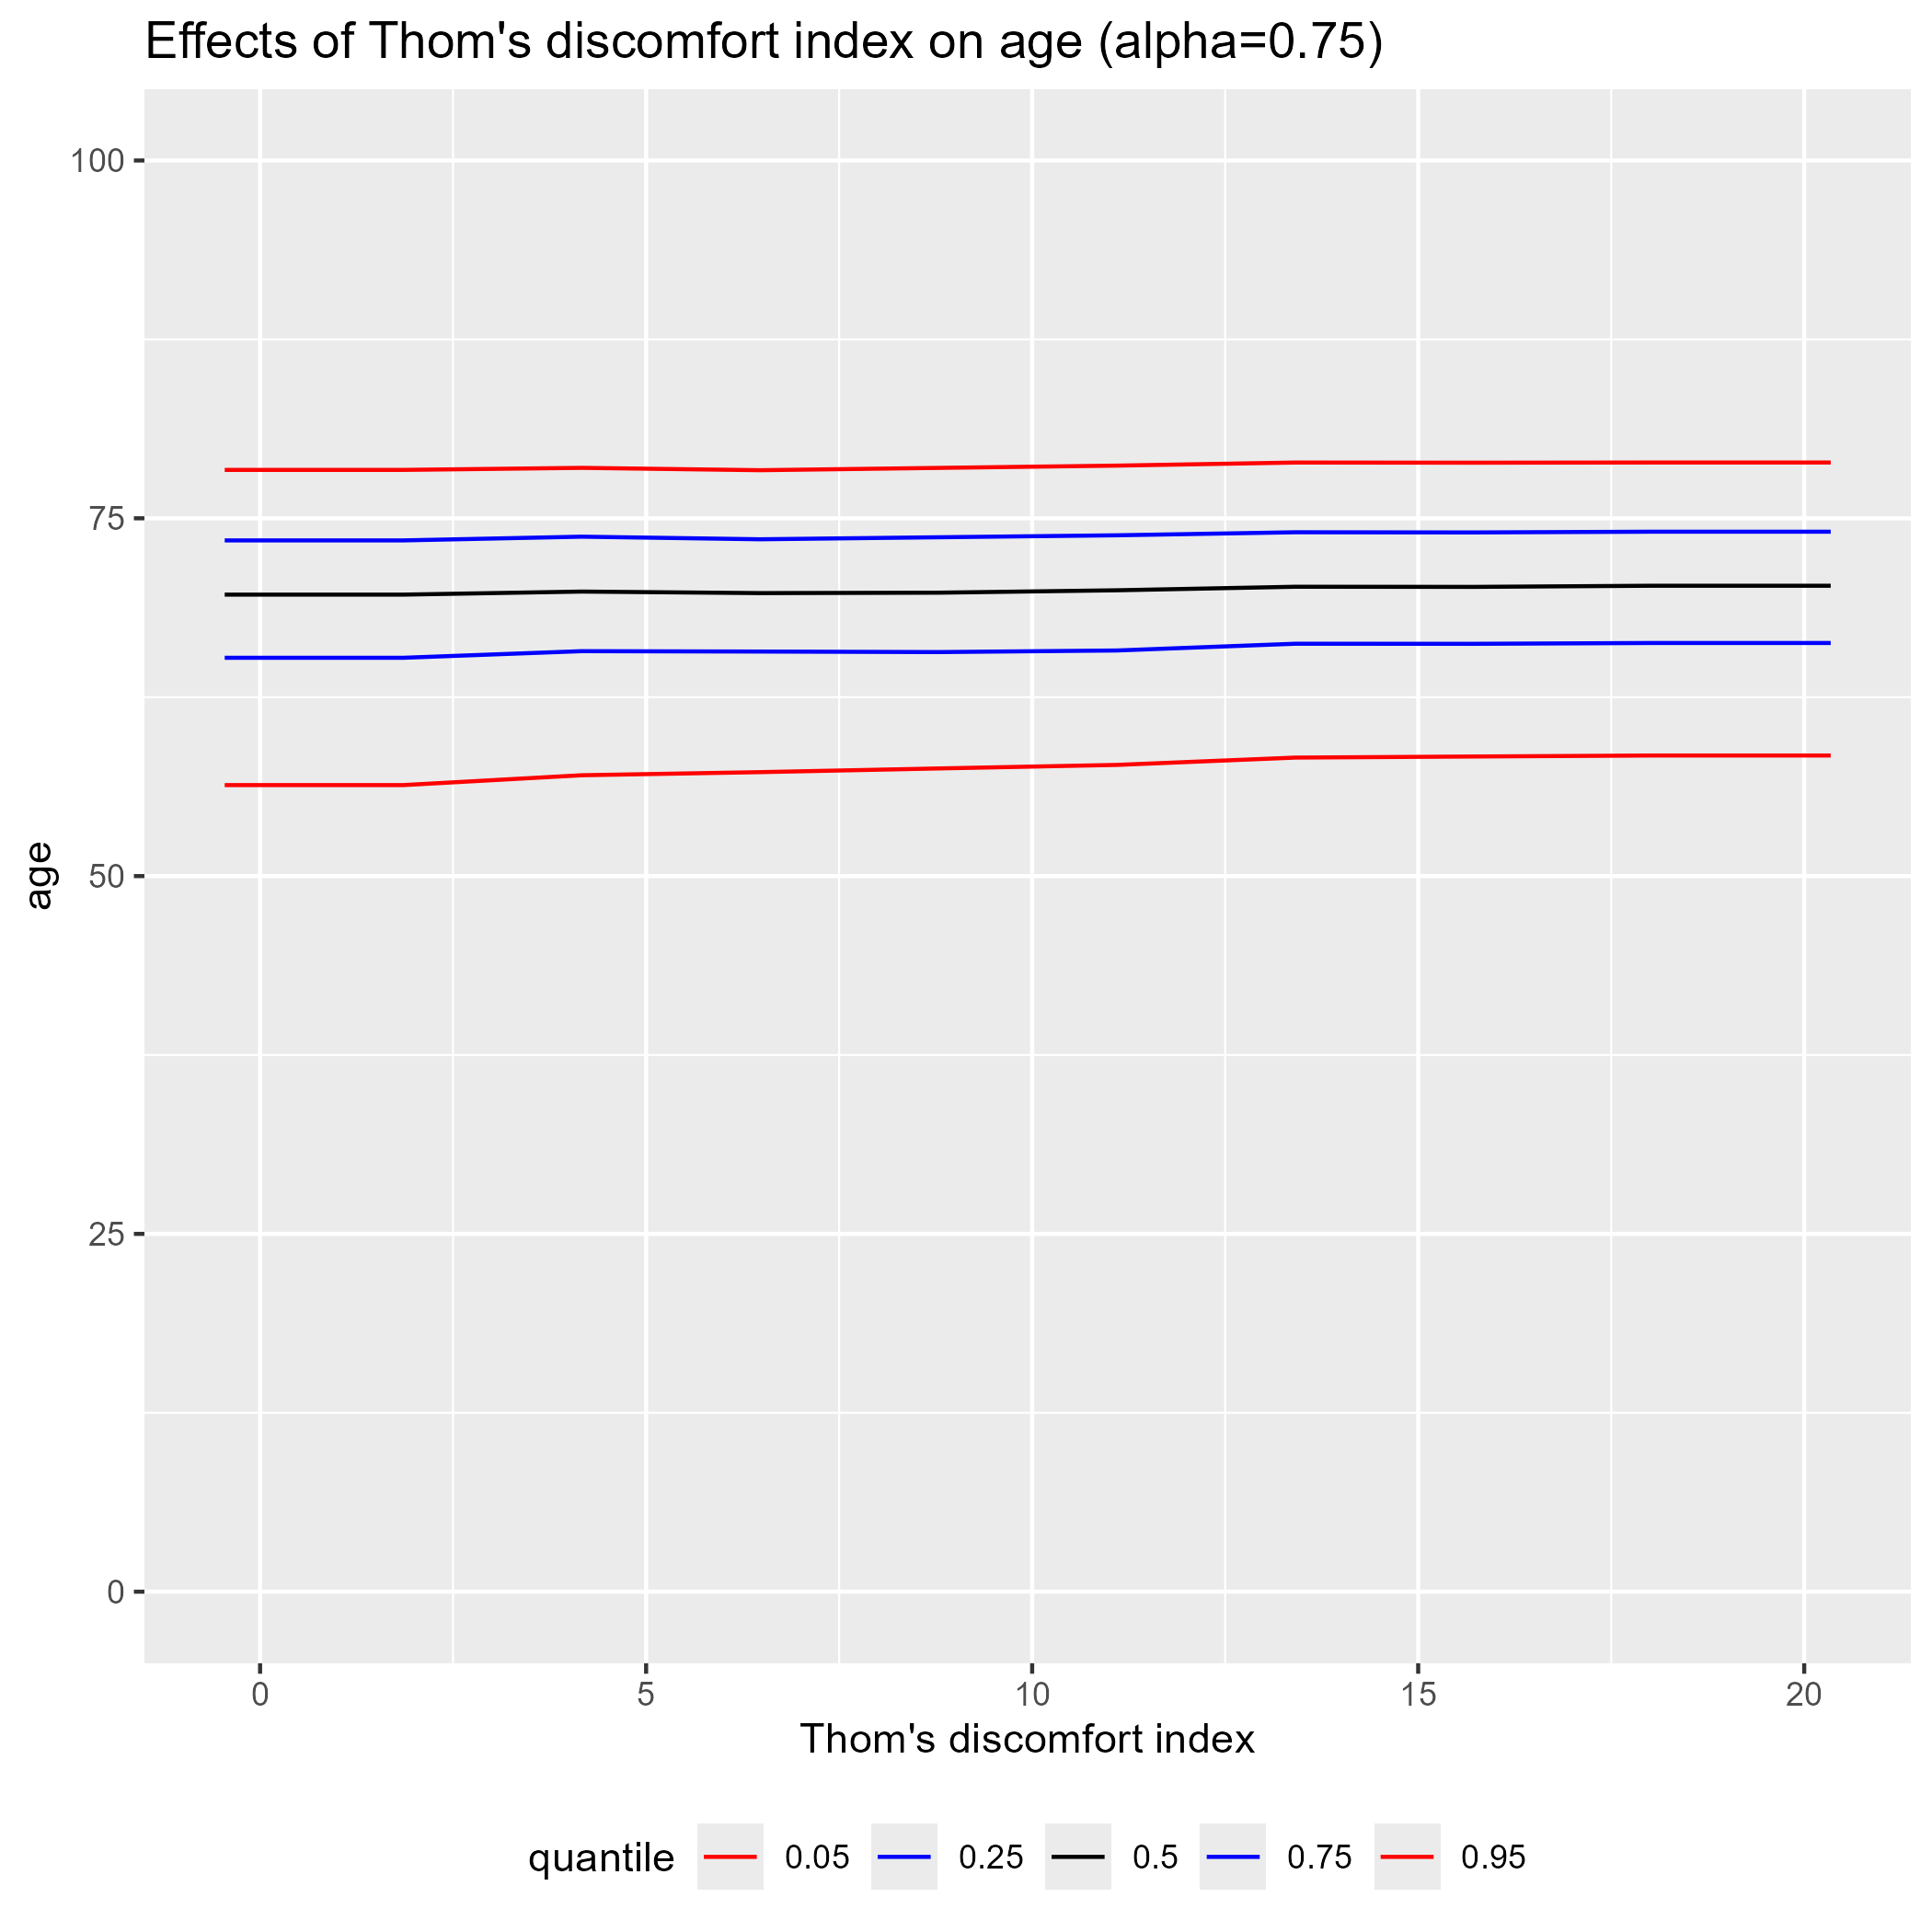 Effects of Thom's discomfort index on age (alpha=0.75)
100
75
50
25
0
age
0 5 10 15 20
Thom's discomfort index
quantile 0.05 0.25 0.5 0.75 0.95